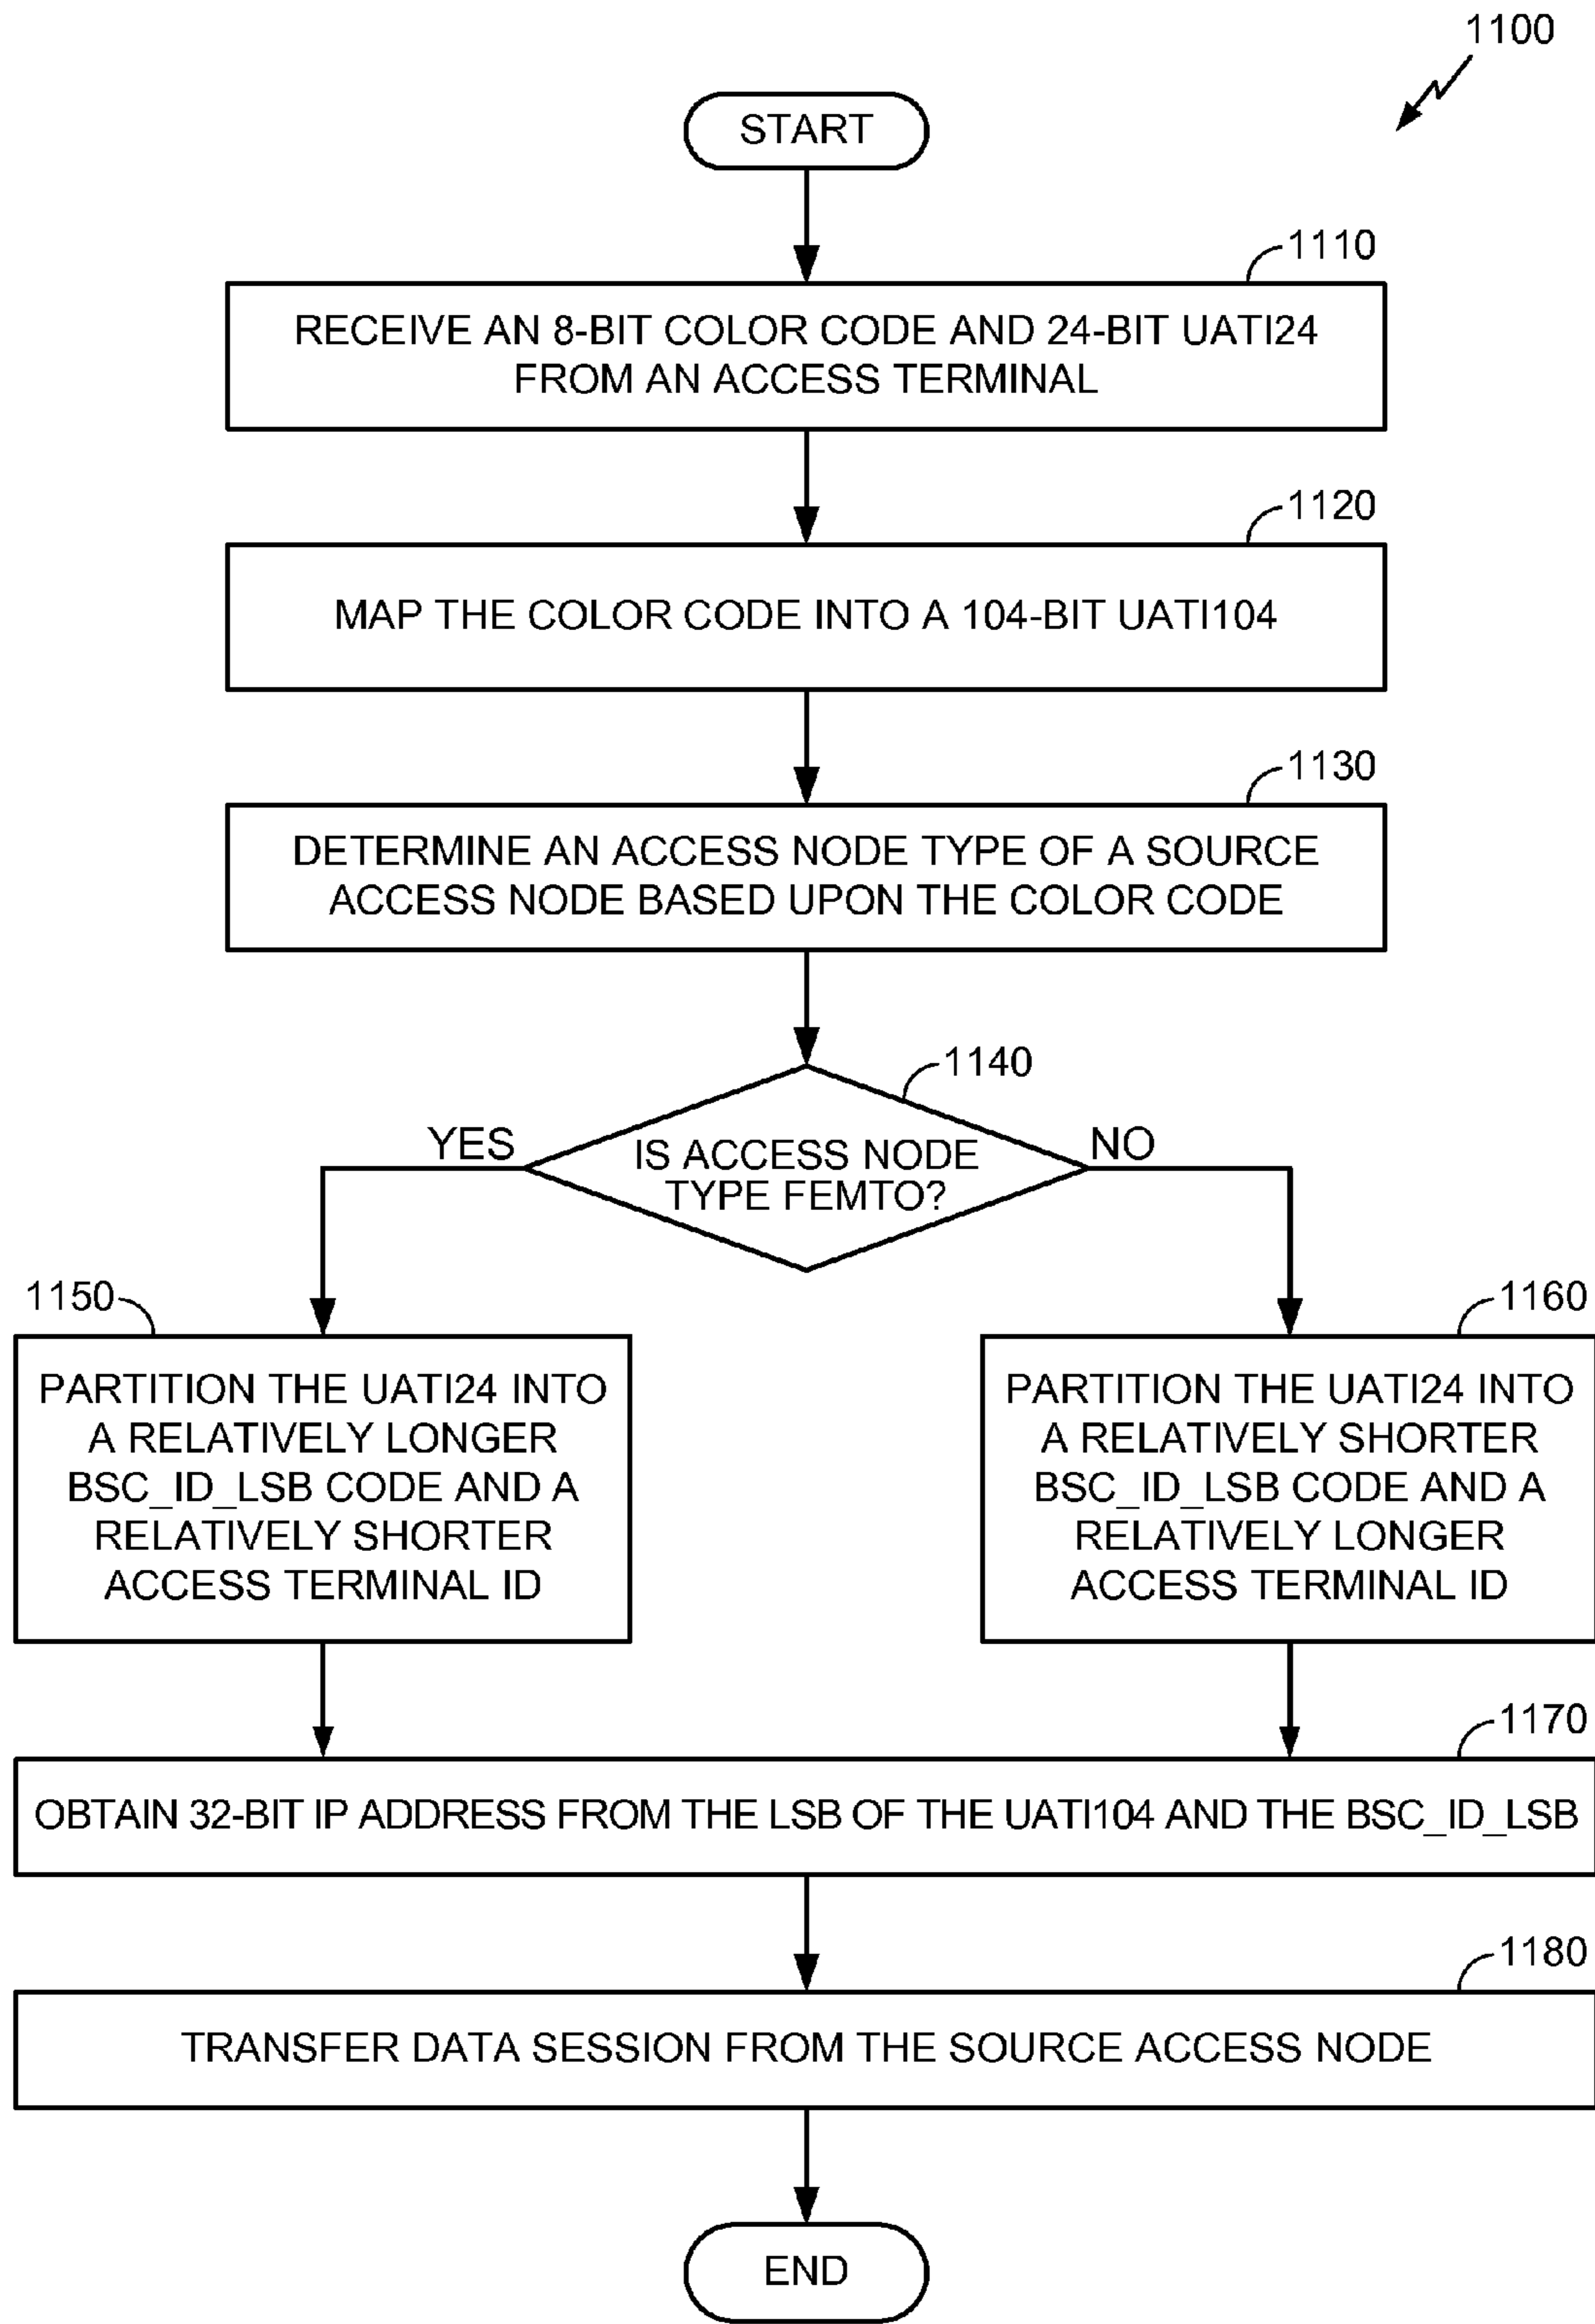 1100
START
1110
RECEIVE AN 8-BIT COLOR CODE AND 24-BIT UATI24
FROM AN ACCESS TERMINAL
1120
MAP THE COLOR CODE INTO A 104-BIT UATI104
1130
DETERMINE AN ACCESS NODE TYPE OF A SOURCE
ACCESS NODE BASED UPON THE COLOR CODE
1140
YES
IS ACCESS NODE
TYPE FEMTO?
NO
1150
PARTITION THE UATI24 INTO
A RELATIVELY LONGER
BSC_ID_LSB CODE AND A
RELATIVELY SHORTER
ACCESS TERMINAL ID
1160
PARTITION THE UATI24 INTO
A RELATIVELY SHORTER
BSC_ID_LSB CODE AND A
RELATIVELY LONGER
ACCESS TERMINAL ID
1170
OBTAIN 32-BIT IP ADDRESS FROM THE LSB OF THE UATI104 AND THE BSC_ID_LSB
1180
TRANSFER DATA SESSION FROM THE SOURCE ACCESS NODE
END